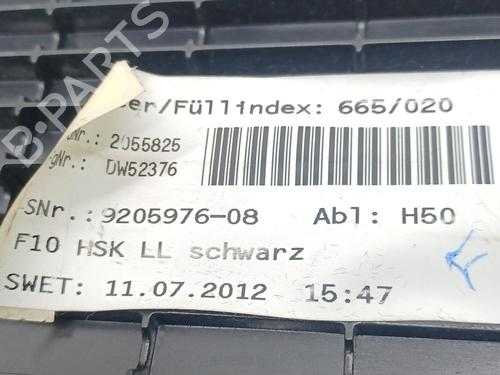 er/Füllindex: 665/020
Nr.: 2055825
gNr.: DW52376
SNr.: 9205976-08 Abl: H50
F10 HSK LL schwarz
SWET: 11.07.2012 15:47
B-PARTS